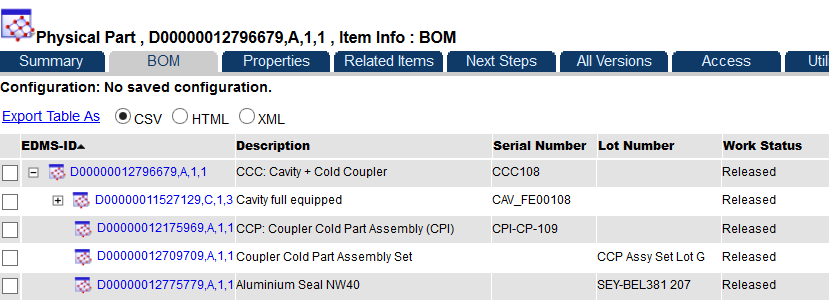 Physical Part , D00000012796679,A,1,1 , Item Info : BOM
Summary BOM Properties Related Items Next Steps All Versions Access Util
Configuration: No saved configuration.
Export Table As CSV HTML XML
EDMS-ID Description Serial Number Lot Number Work Status
D00000012796679,A,1,1 CCC: Cavity + Cold Coupler CCC108 Released
D00000011527129,C,1,3 Cavity full equipped CAV_FE00108 Released
D00000012175969,A,1,1 CCP: Coupler Cold Part Assembly (CPI) CPI-CP-109 Released
D00000012709709,A,1,1 Coupler Cold Part Assembly Set CCP Assy Set Lot G Released
D00000012775779,A,1,1 Aluminium Seal NW40 SEY-BEL381 207 Released